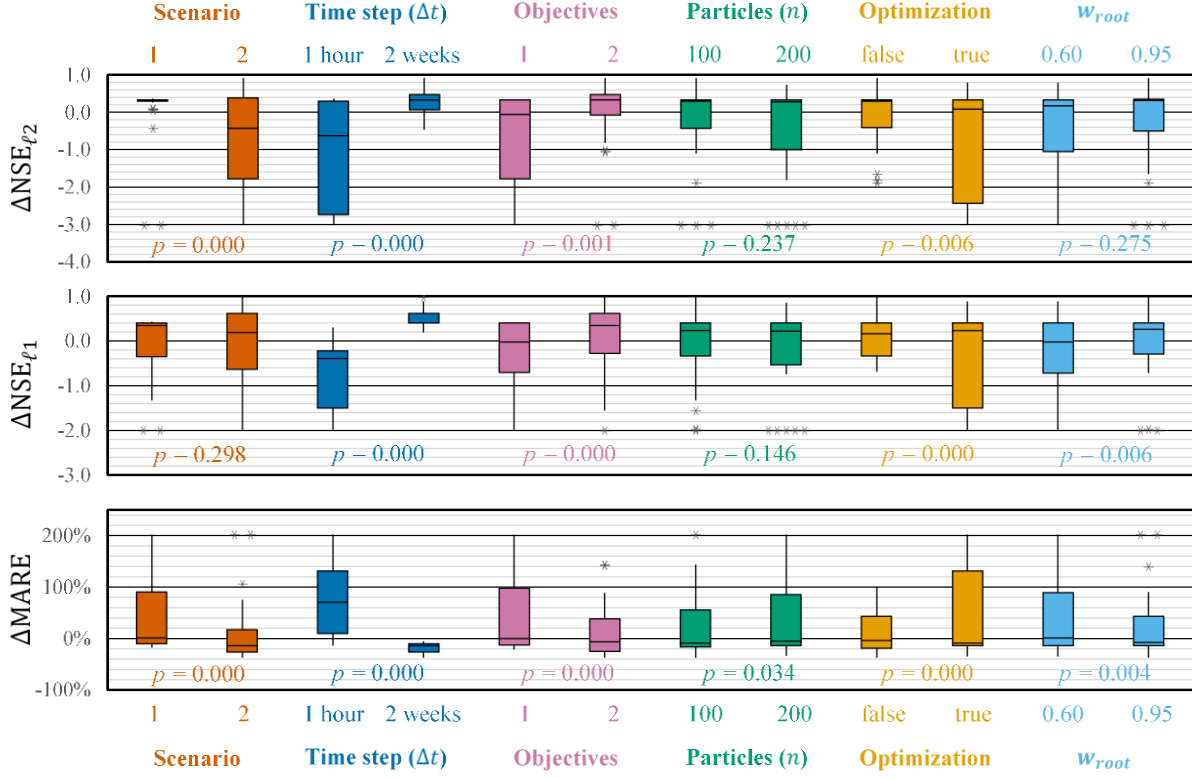 Scenario Time step (Δt) Objectives Particles (n) Optimization w_root
1 2 1 hour 2 weeks 1 2 100 200 false true 0.60 0.95
ΔNSE_ℓ2
1.0
0.0
-1.0
-2.0
-3.0
-4.0
p = 0.000 p − 0.000 p − 0.001 p − 0.237 p − 0.006 p − 0.275
ΔNSE_ℓ1
1.0
0.0
-1.0
-2.0
-3.0
p − 0.298 p − 0.000 p − 0.000 p − 0.146 p − 0.000 p − 0.006
ΔMARE
200%
100%
0%
-100%
p = 0.000 p = 0.000 p = 0.000 p = 0.034 p = 0.000 p = 0.004
1 2 1 hour 2 weeks 1 2 100 200 false true 0.60 0.95
Scenario Time step (Δt) Objectives Particles (n) Optimization w_root